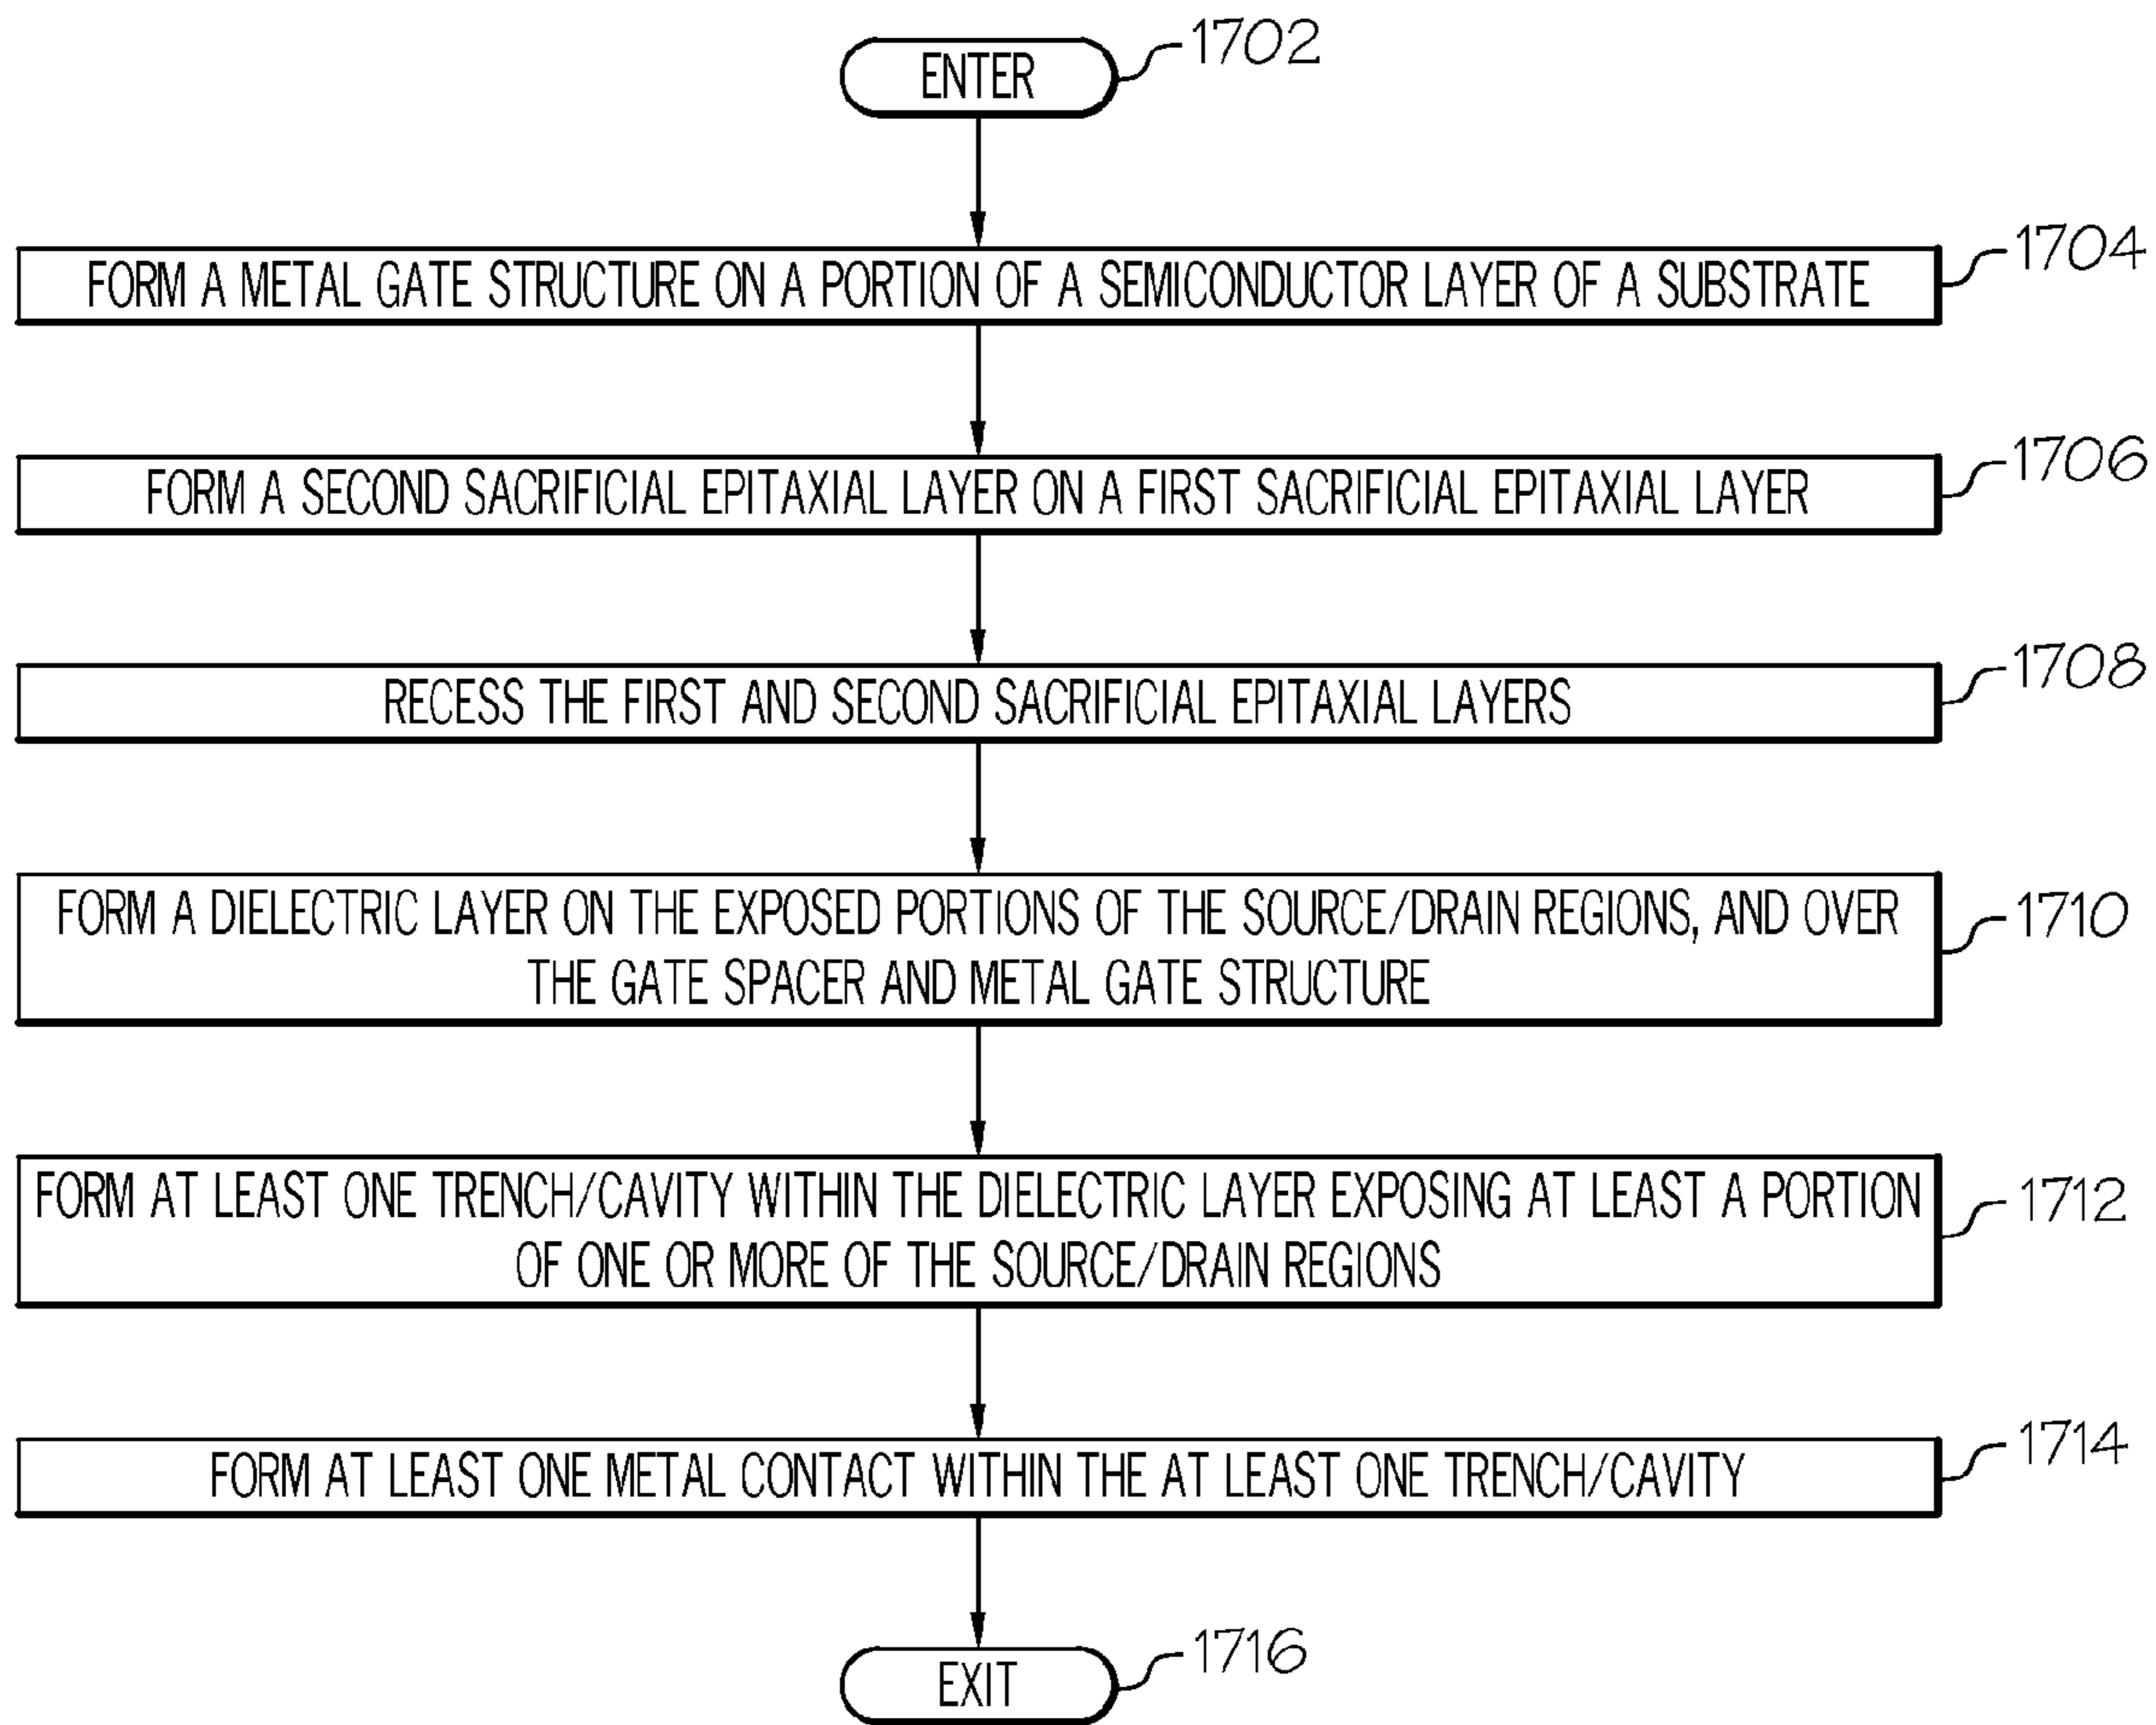 ENTER
1702
FORM A METAL GATE STRUCTURE ON A PORTION OF A SEMICONDUCTOR LAYER OF A SUBSTRATE
1704
FORM A SECOND SACRIFICIAL EPITAXIAL LAYER ON A FIRST SACRIFICIAL EPITAXIAL LAYER
1706
RECESS THE FIRST AND SECOND SACRIFICIAL EPITAXIAL LAYERS
1708
FORM A DIELECTRIC LAYER ON THE EXPOSED PORTIONS OF THE SOURCE/DRAIN REGIONS, AND OVER
THE GATE SPACER AND METAL GATE STRUCTURE
1710
FORM AT LEAST ONE TRENCH/CAVITY WITHIN THE DIELECTRIC LAYER EXPOSING AT LEAST A PORTION
OF ONE OR MORE OF THE SOURCE/DRAIN REGIONS
1712
FORM AT LEAST ONE METAL CONTACT WITHIN THE AT LEAST ONE TRENCH/CAVITY
1714
EXIT
1716